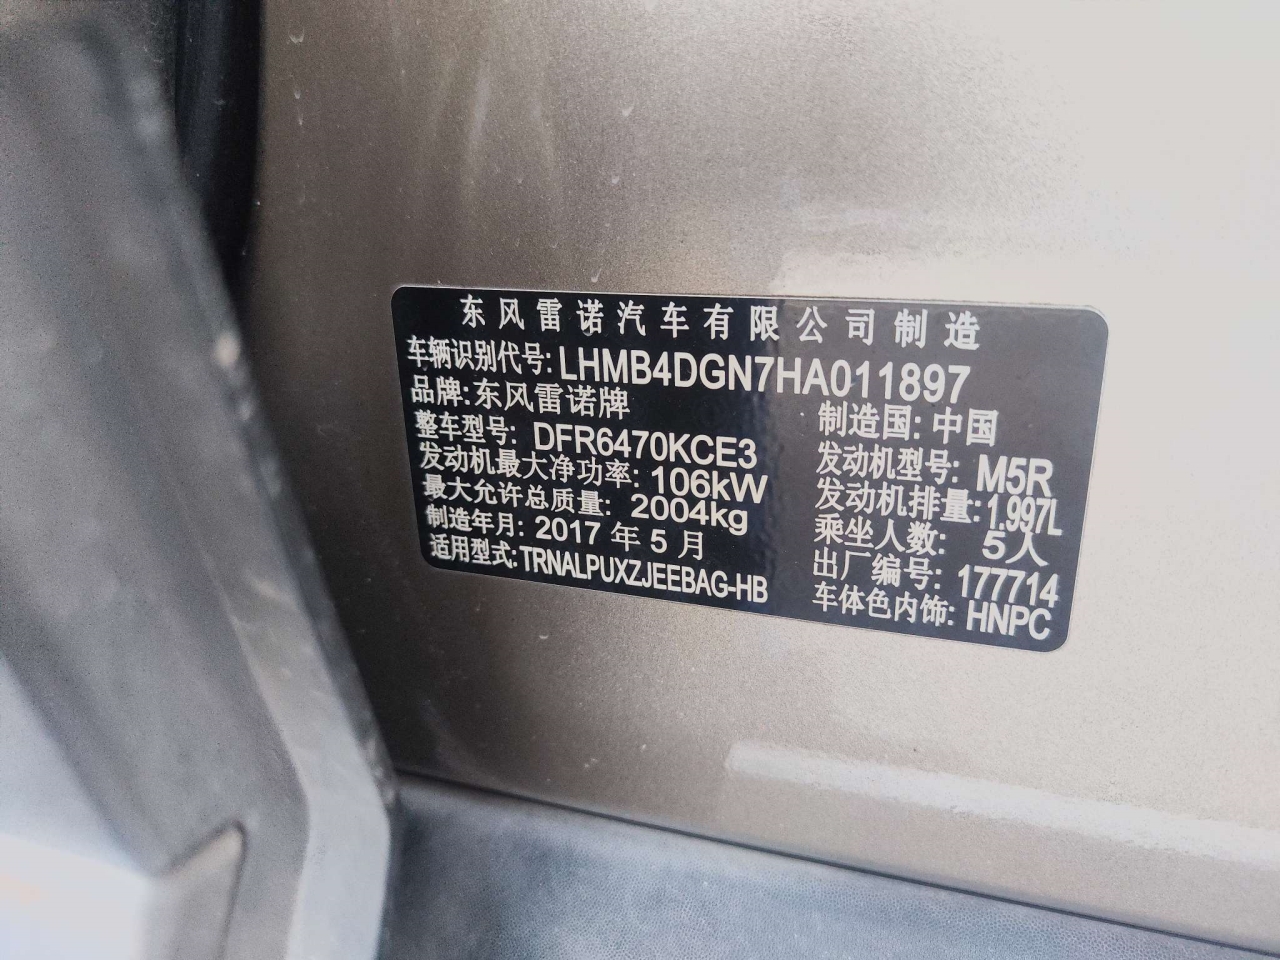 东风雷诺汽车有限公司制造
车辆识别代号: LHMB4DGN7HA011897
品牌: 东风雷诺牌 制造国: 中国
整车型号: DFR6470KCE3 发动机型号: M5R
发动机最大净功率: 106kW 发动机排量: 1.997L
最大允许总质量: 2004kg 乘坐人数: 5人
制造年月: 2017 年 5 月 出厂编号: 177714
适用型式: TRNALPUXZJEEBAG-HB 车体色内饰: HNPC